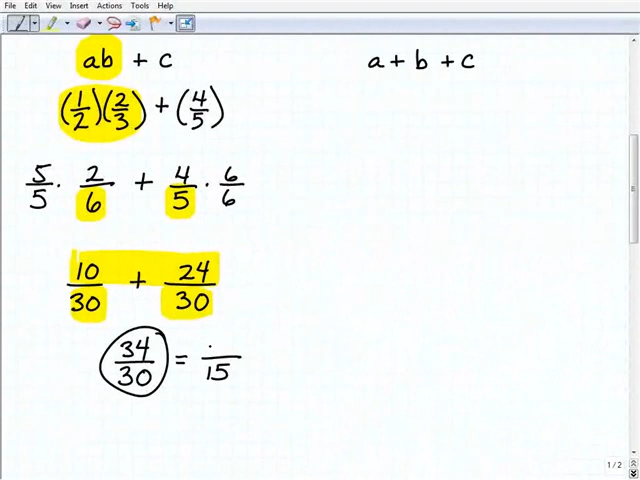 File Edit View Insert Actions Tools Help
ab + c
a + b + c
(1/2)(2/3) + (4/5)
5/5 · 2/6 + 4/5 · 6/6
10/30 + 24/30
34/30 = /15
1/2